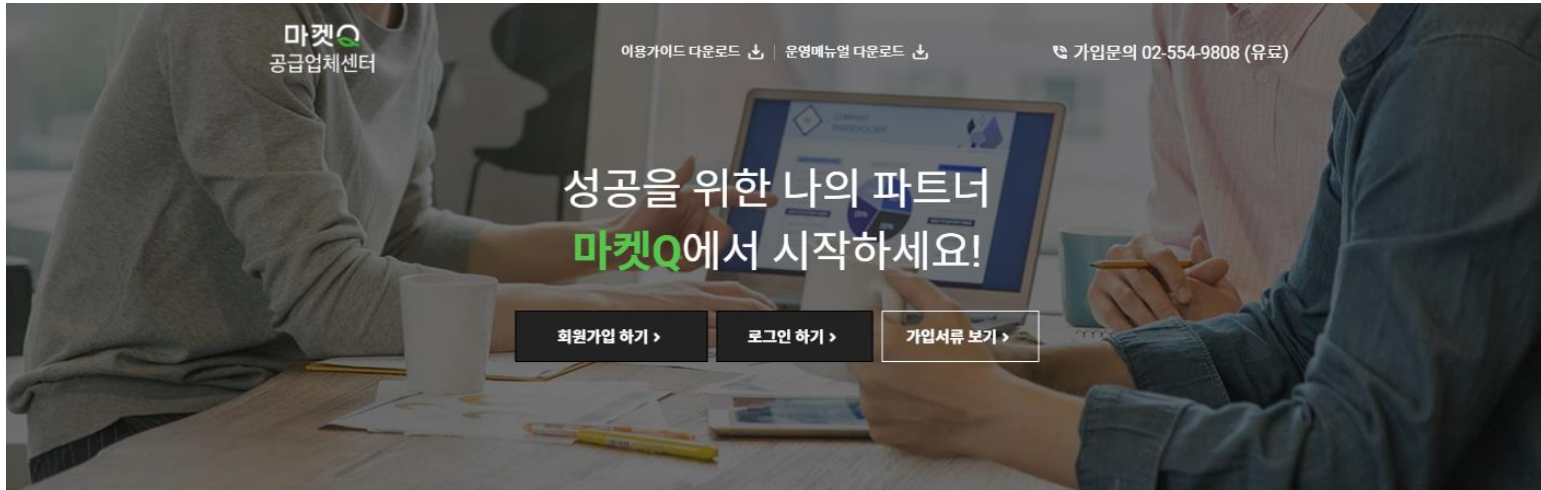 마켓Q
공급업체센터
이용가이드 다운로드
운영매뉴얼 다운로드
가입문의 02-554-9808 (유료)
성공을 위한 나의 파트너
마켓Q에서 시작하세요!
회원가입 하기 >
로그인 하기 >
가입서류 보기 >